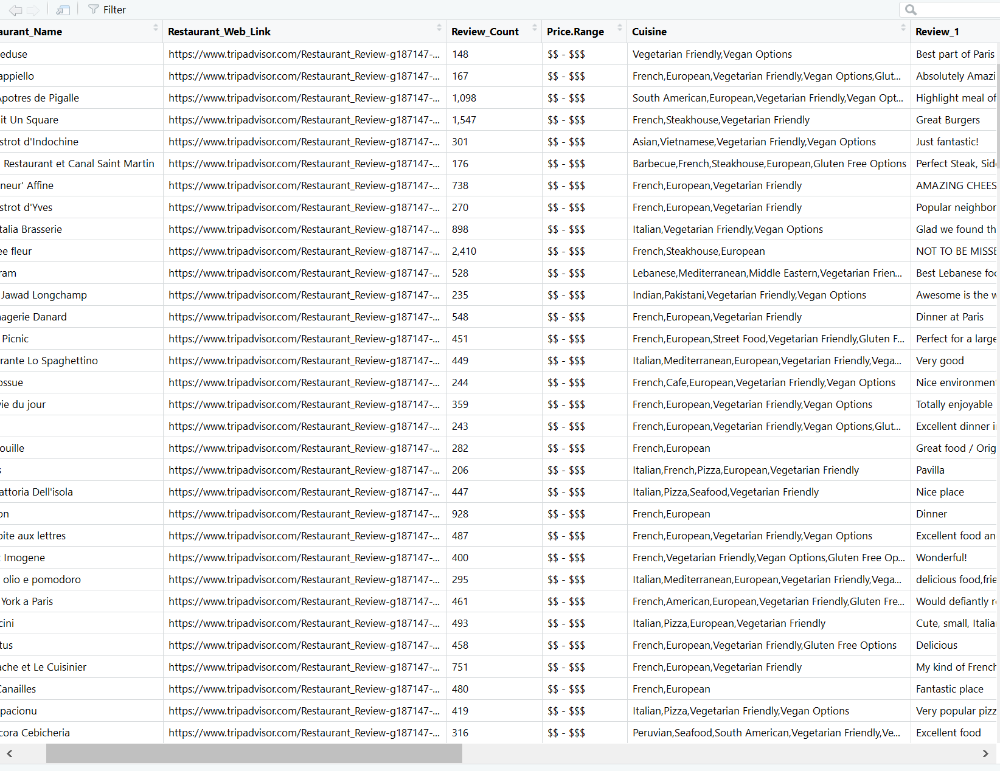 Filter
aurant_Name Restaurant_Web_Link Review_Count Price.Range Cuisine Review_1
eduse https://www.tripadvisor.com/Restaurant_Review-g187147-... 148 $$ - $$$ Vegetarian Friendly,Vegan Options Best part of Paris
appiello https://www.tripadvisor.com/Restaurant_Review-g187147-... 167 $$ - $$$ French,European,Vegetarian Friendly,Vegan Options,Glut... Absolutely Amazi
Apotres de Pigalle https://www.tripadvisor.com/Restaurant_Review-g187147-... 1,098 $$ - $$$ South American,European,Vegetarian Friendly,Vegan Opt... Highlight meal of
it Un Square https://www.tripadvisor.com/Restaurant_Review-g187147-... 1,547 $$ - $$$ French,Steakhouse,Vegetarian Friendly Great Burgers
strot d'Indochine https://www.tripadvisor.com/Restaurant_Review-g187147-... 301 $$ - $$$ Asian,Vietnamese,Vegetarian Friendly,Vegan Options Just fantastic!
Restaurant et Canal Saint Martin https://www.tripadvisor.com/Restaurant_Review-g187147-... 176 $$ - $$$ Barbecue,French,Steakhouse,European,Gluten Free Options Perfect Steak, Sid
neur' Affine https://www.tripadvisor.com/Restaurant_Review-g187147-... 738 $$ - $$$ French,European,Vegetarian Friendly AMAZING CHEES
strot d'Yves https://www.tripadvisor.com/Restaurant_Review-g187147-... 270 $$ - $$$ French,European,Vegetarian Friendly Popular neighbor
talia Brasserie https://www.tripadvisor.com/Restaurant_Review-g187147-... 898 $$ - $$$ Italian,Vegetarian Friendly,Vegan Options Glad we found th
ee fleur https://www.tripadvisor.com/Restaurant_Review-g187147-... 2,410 $$ - $$$ French,Steakhouse,European NOT TO BE MISSE
ram https://www.tripadvisor.com/Restaurant_Review-g187147-... 528 $$ - $$$ Lebanese,Mediterranean,Middle Eastern,Vegetarian Frien... Best Lebanese foo
Jawad Longchamp https://www.tripadvisor.com/Restaurant_Review-g187147-... 235 $$ - $$$ Indian,Pakistani,Vegetarian Friendly,Vegan Options Awesome is the w
nagerie Danard https://www.tripadvisor.com/Restaurant_Review-g187147-... 548 $$ - $$$ French,European,Vegetarian Friendly Dinner at Paris
Picnic https://www.tripadvisor.com/Restaurant_Review-g187147-... 451 $$ - $$$ French,European,Street Food,Vegetarian Friendly,Gluten F... Perfect for a large
rante Lo Spaghettino https://www.tripadvisor.com/Restaurant_Review-g187147-... 449 $$ - $$$ Italian,Mediterranean,European,Vegetarian Friendly,Vega... Very good
ossue https://www.tripadvisor.com/Restaurant_Review-g187147-... 244 $$ - $$$ French,Cafe,European,Vegetarian Friendly,Vegan Options Nice environment
vie du jour https://www.tripadvisor.com/Restaurant_Review-g187147-... 359 $$ - $$$ French,European,Vegetarian Friendly,Vegan Options Totally enjoyable
https://www.tripadvisor.com/Restaurant_Review-g187147-... 243 $$ - $$$ French,European,Vegetarian Friendly,Vegan Options,Glut... Excellent dinner i
ouille https://www.tripadvisor.com/Restaurant_Review-g187147-... 282 $$ - $$$ French,European Great food / Orig
s https://www.tripadvisor.com/Restaurant_Review-g187147-... 206 $$ - $$$ Italian,French,Pizza,European,Vegetarian Friendly Pavilla
attoria Dell'isola https://www.tripadvisor.com/Restaurant_Review-g187147-... 447 $$ - $$$ Italian,Pizza,Seafood,Vegetarian Friendly Nice place
on https://www.tripadvisor.com/Restaurant_Review-g187147-... 928 $$ - $$$ French,European Dinner
oite aux lettres https://www.tripadvisor.com/Restaurant_Review-g187147-... 487 $$ - $$$ French,European,Vegetarian Friendly,Vegan Options Excellent food an
t Imogene https://www.tripadvisor.com/Restaurant_Review-g187147-... 400 $$ - $$$ French,Vegetarian Friendly,Vegan Options,Gluten Free Op... Wonderful!
olio e pomodoro https://www.tripadvisor.com/Restaurant_Review-g187147-... 295 $$ - $$$ Italian,Mediterranean,European,Vegetarian Friendly,Vega... delicious food,frie
York a Paris https://www.tripadvisor.com/Restaurant_Review-g187147-... 461 $$ - $$$ French,American,European,Vegetarian Friendly,Gluten Fre... Would defiantly r
cini https://www.tripadvisor.com/Restaurant_Review-g187147-... 493 $$ - $$$ Italian,Pizza,European,Vegetarian Friendly Cute, small, Italia
tus https://www.tripadvisor.com/Restaurant_Review-g187147-... 458 $$ - $$$ French,European,Vegetarian Friendly,Gluten Free Options Delicious
ache et Le Cuisinier https://www.tripadvisor.com/Restaurant_Review-g187147-... 751 $$ - $$$ French,European,Vegetarian Friendly My kind of French
Canailles https://www.tripadvisor.com/Restaurant_Review-g187147-... 480 $$ - $$$ French,European Fantastic place
pacionu https://www.tripadvisor.com/Restaurant_Review-g187147-... 419 $$ - $$$ Italian,Pizza,Vegetarian Friendly,Vegan Options Very popular pizz
cora Cebicheria https://www.tripadvisor.com/Restaurant_Review-g187147-... 316 $$ - $$$ Peruvian,Seafood,South American,Vegetarian Friendly,Ve... Excellent food